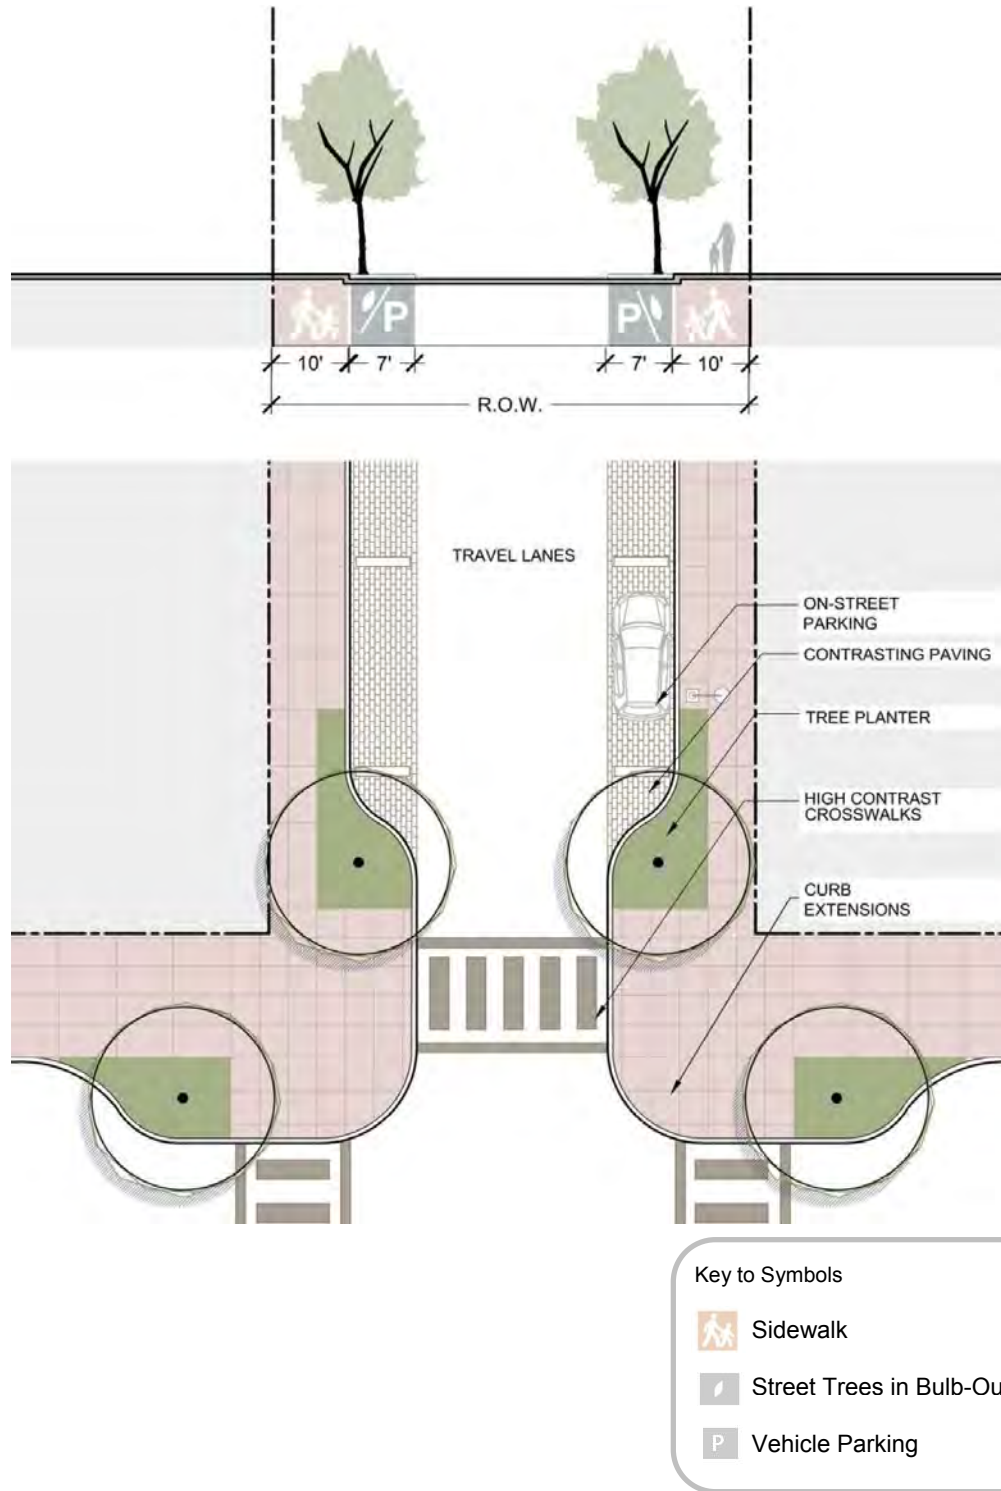 P P
10' 7' 7' 10'
R.O.W.
TRAVEL LANES
ON-STREET
PARKING
CONTRASTING PAVING
TREE PLANTER
HIGH CONTRAST
CROSSWALKS
CURB
EXTENSIONS
Key to Symbols
Sidewalk
Street Trees in Bulb-Ou
P Vehicle Parking